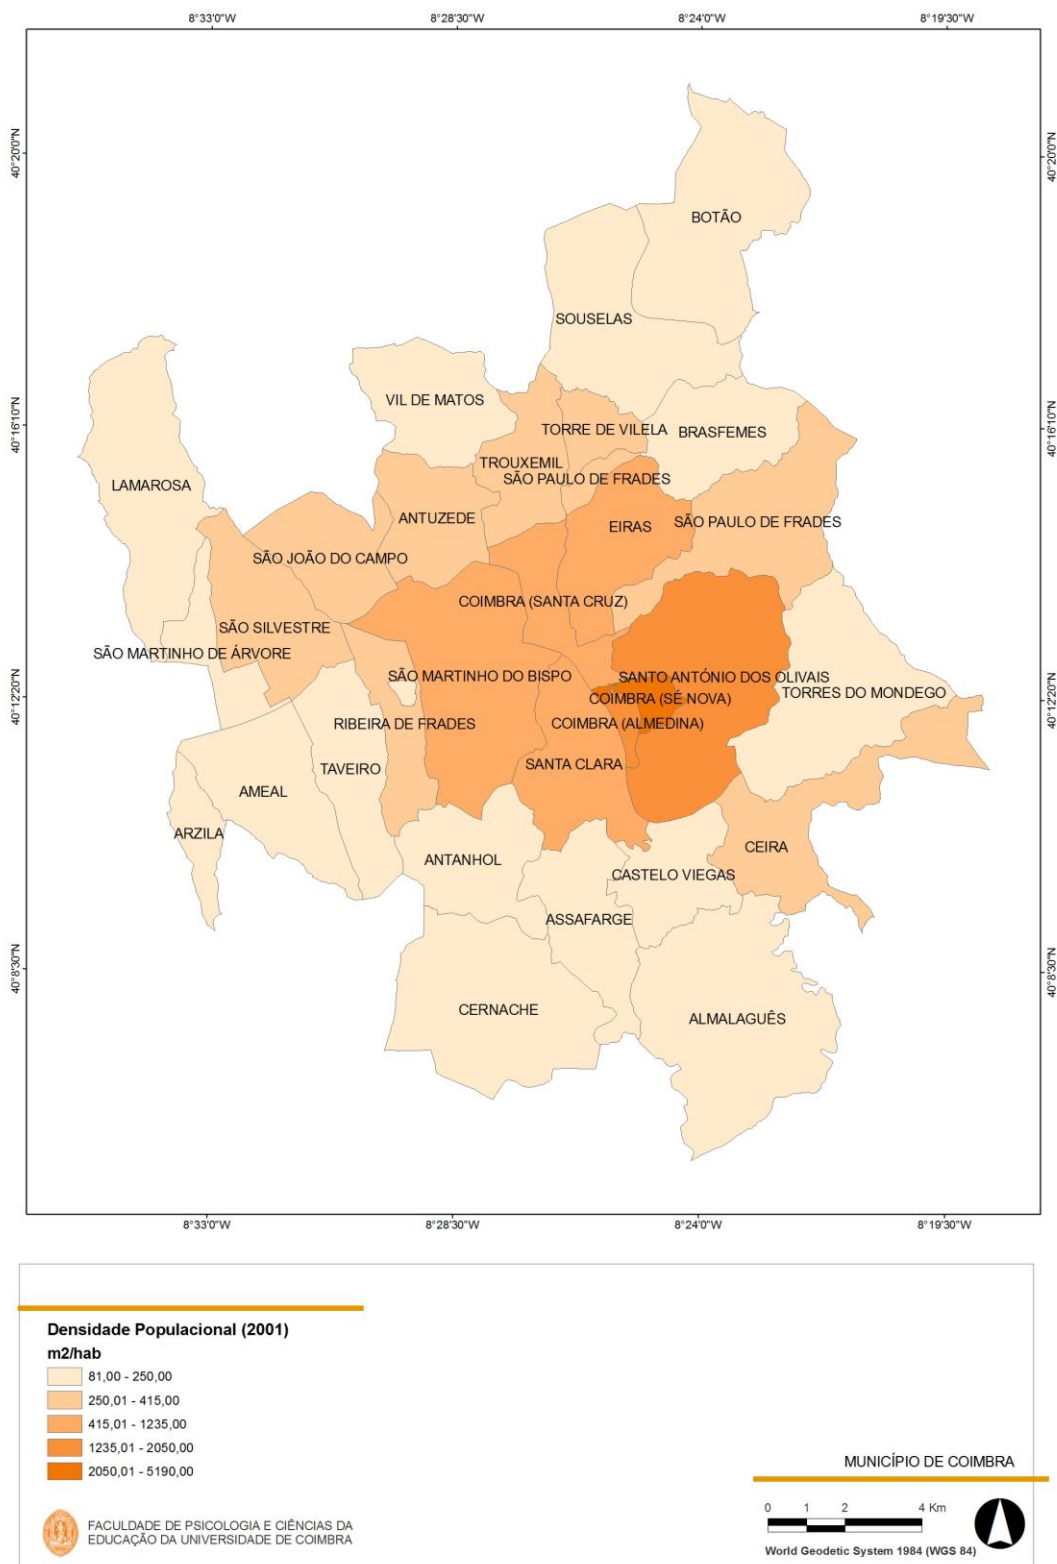 8°33'0"W
8°28'30"W
8°24'0"W
8°19'30"W
40°20'0"N
40°20'0"N
BOTÃO
SOUSELAS
VIL DE MATOS
40°16'10"N
40°16'10"N
TORRE DE VILELA
BRASFEMES
TROUXEMIL
SÃO PAULO DE FRADES
LAMAROSA
ANTUZEDE
EIRAS
SÃO PAULO DE FRADES
SÃO JOÃO DO CAMPO
COIMBRA (SANTA CRUZ)
SÃO SILVESTRE
SÃO MARTINHO DE ÁRVORE
SÃO MARTINHO DO BISPO
SANTO ANTÓNIO DOS OLIVAIS
40°12'20"N
40°12'20"N
TORRES DO MONDEGO
COIMBRA (SÉ NOVA)
RIBEIRA DE FRADES
COIMBRA (ALMEDINA)
TAVEIRO
SANTA CLARA
AMEAL
ARZILA
CEIRA
ANTANHOL
CASTELO VIEGAS
ASSAFARGE
40°8'30"N
40°8'30"N
CERNACHE
ALMALAGUÊS
8°33'0"W
8°28'30"W
8°24'0"W
8°19'30"W
Densidade Populacional (2001)
m2/hab
81,00 - 250,00
250,01 - 415,00
415,01 - 1235,00
1235,01 - 2050,00
2050,01 - 5190,00
MUNICÍPIO DE COIMBRA
0 1 2 4 Km
World Geodetic System 1984 (WGS 84)
FACULDADE DE PSICOLOGIA E CIÊNCIAS DA
EDUCAÇÃO DA UNIVERSIDADE DE COIMBRA